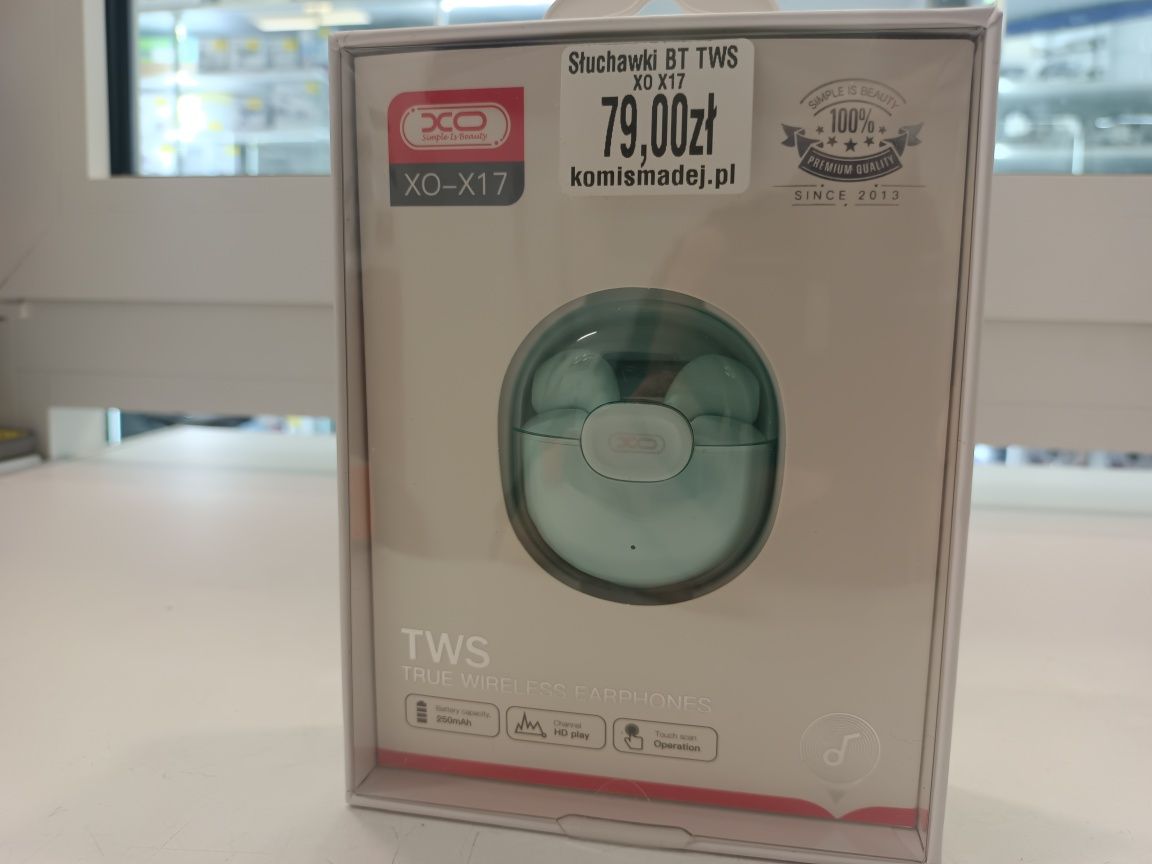 Słuchawki BT TWS
XO X17
79,00zł
komismadej.pl
XO
Simple Is Beauty
XO-X17
SIMPLE IS BEAUTY
100%
PREMIUM QUALITY
SINCE 2013
XO
TWS
TRUE WIRELESS EARPHONES
Battery capacity.
250mAh
Channel
HD play
Touch scan
Operation